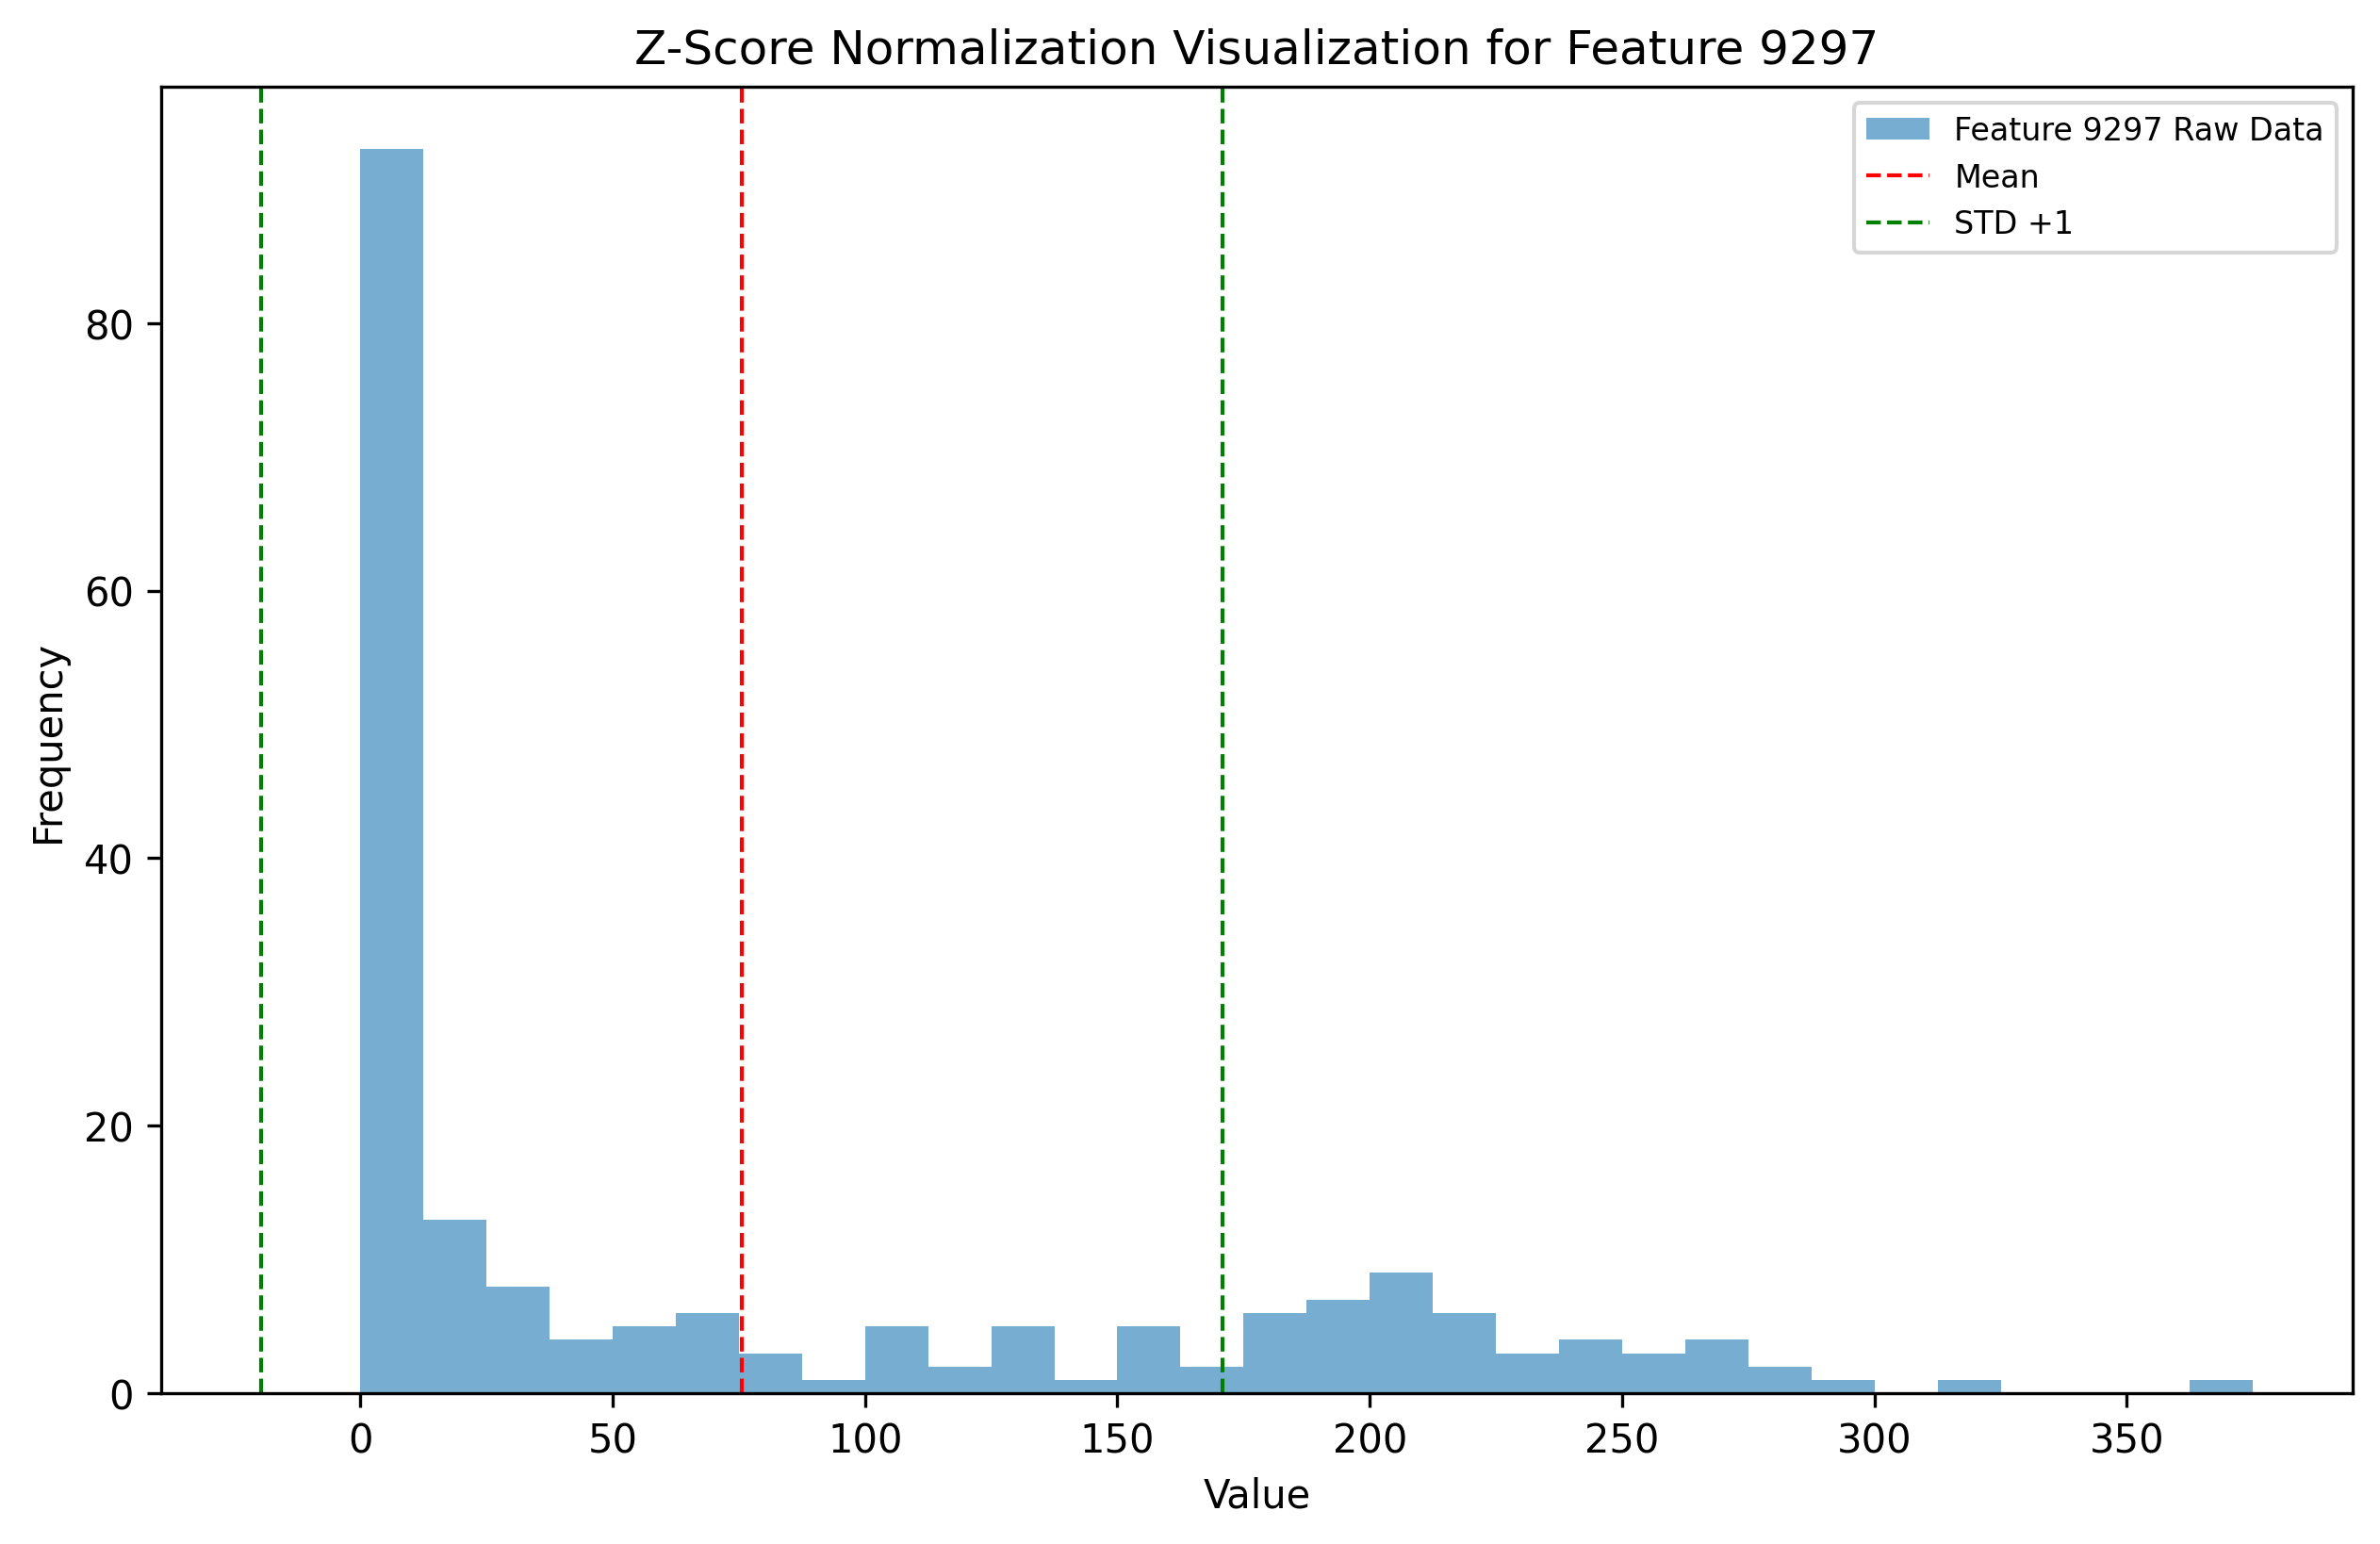 Z-Score Normalization Visualization for Feature 9297
Feature 9297 Raw Data
Mean
STD +1
80
60
40
20
0
Frequency
0 50 100 150 200 250 300 350
Value